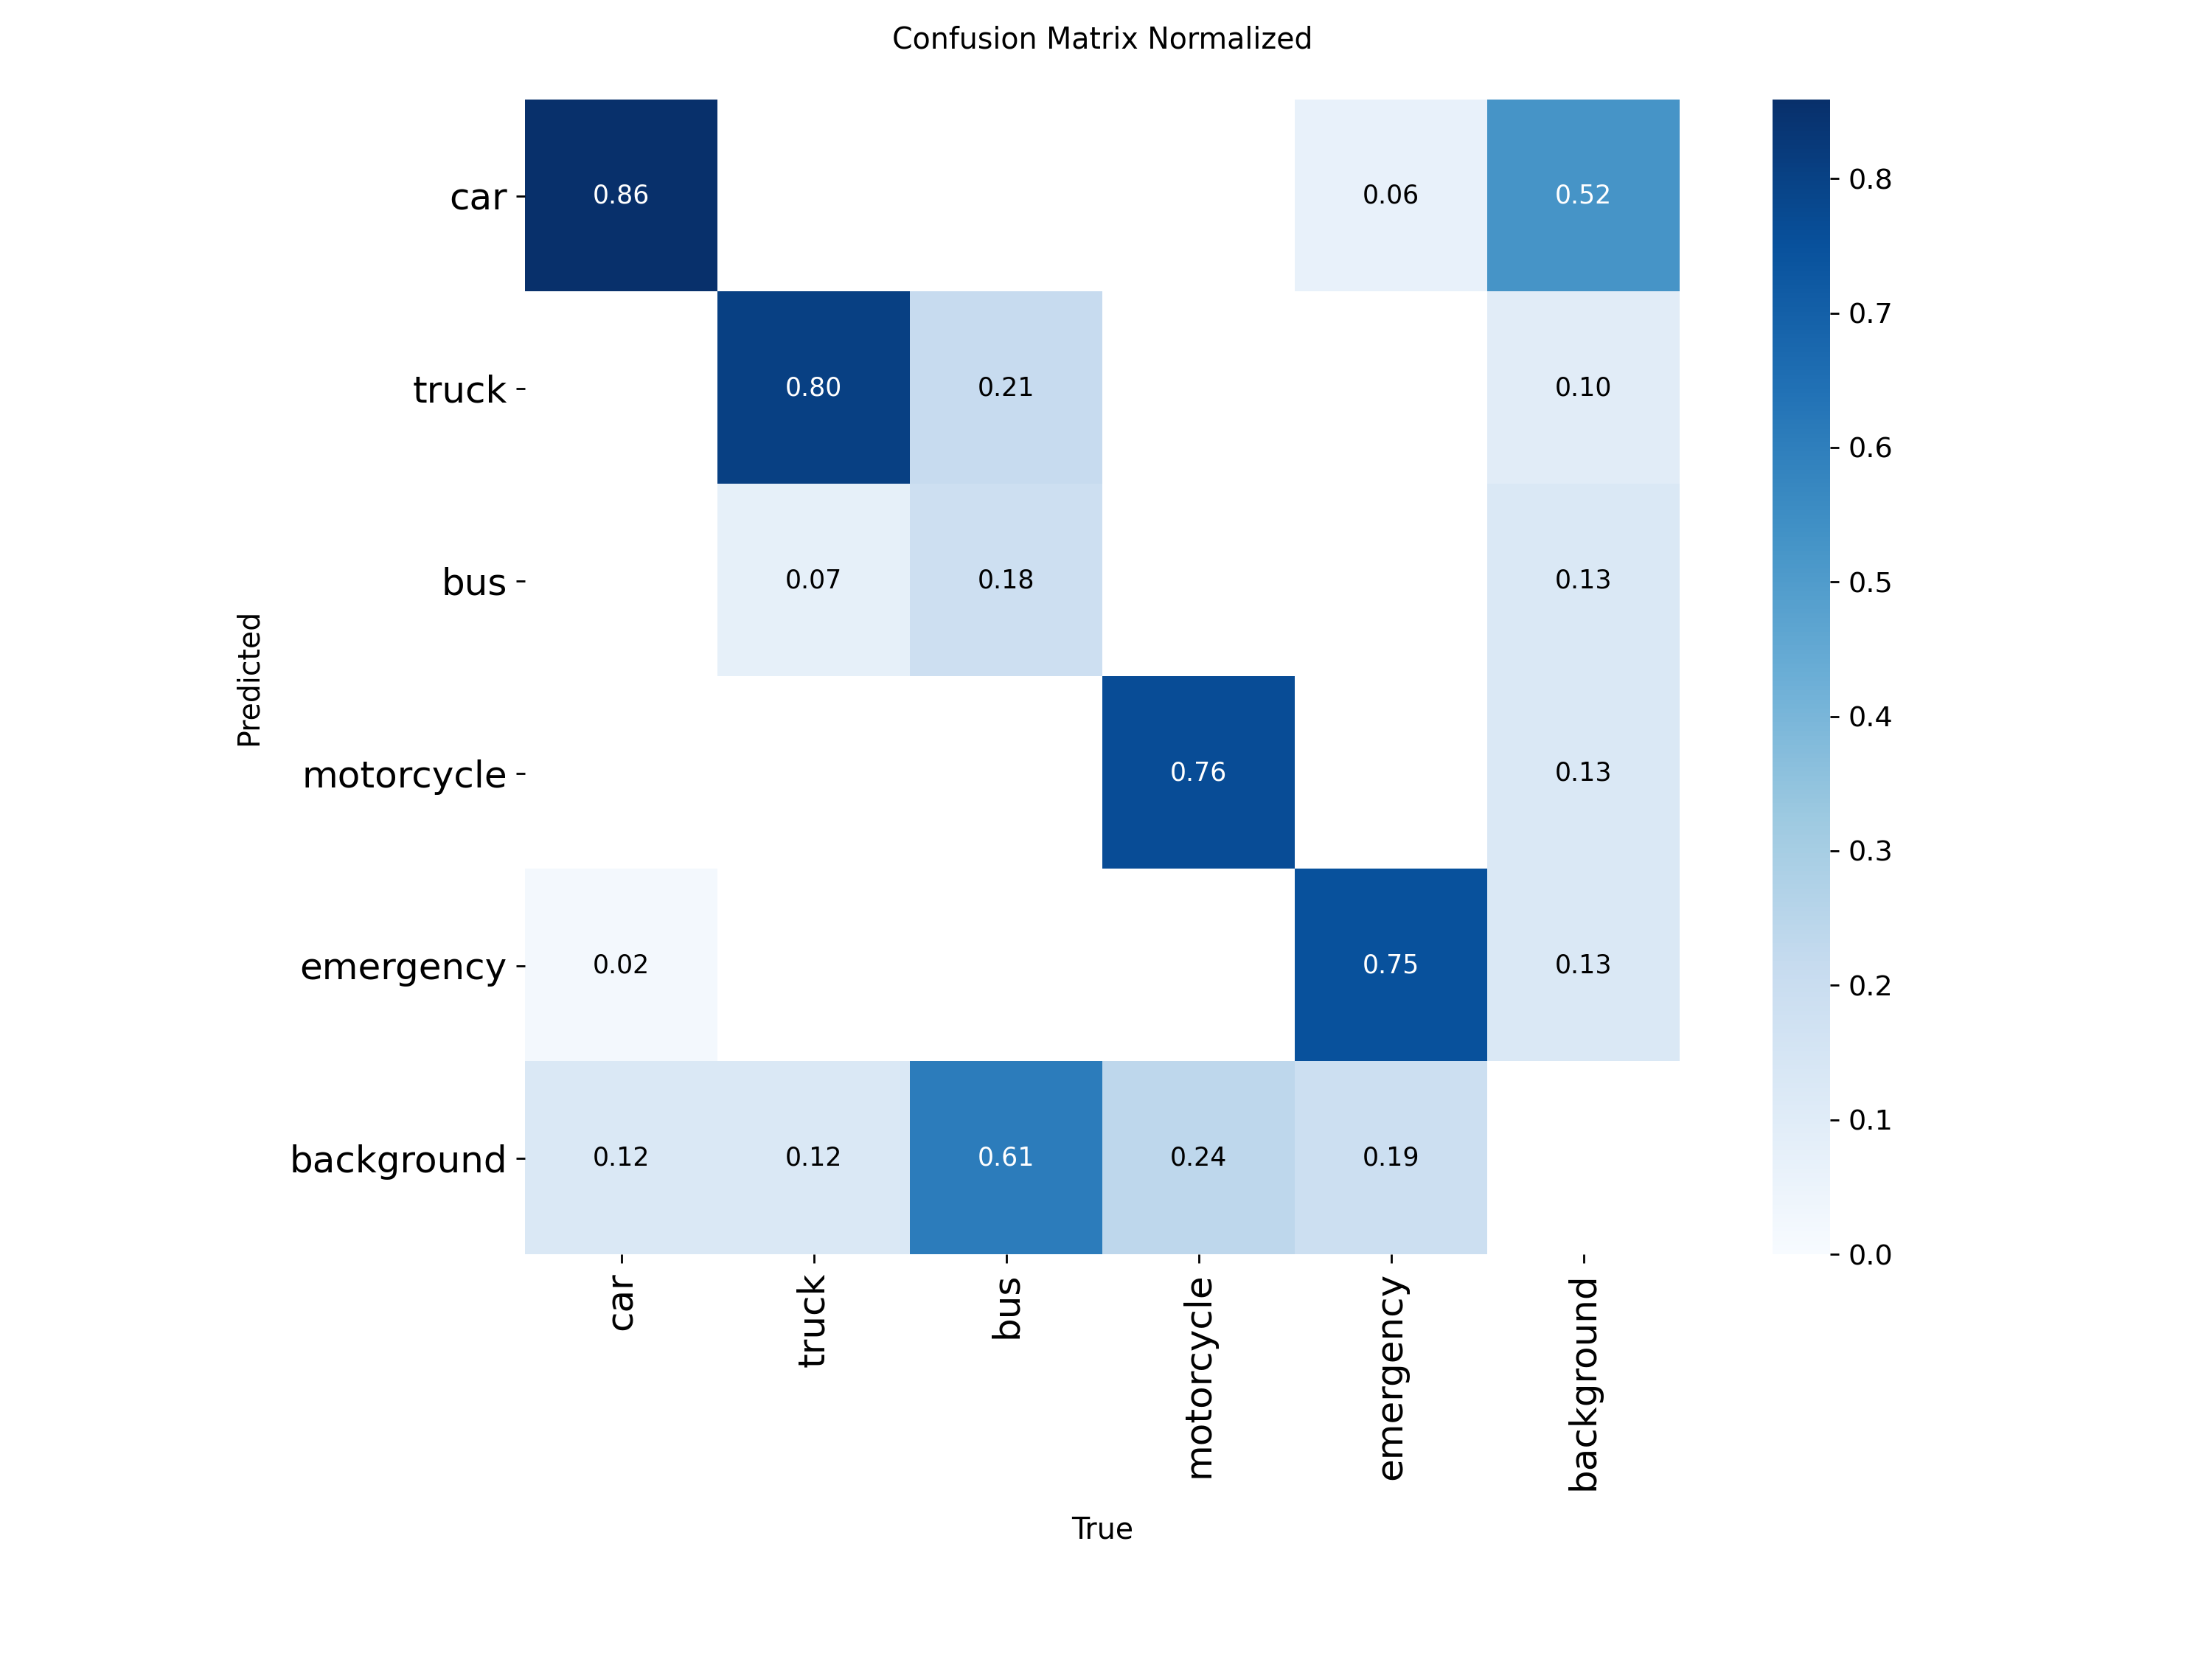 Confusion Matrix Normalized
car 0.86 0.06 0.52
truck 0.80 0.21 0.10
bus 0.07 0.18 0.13
motorcycle 0.76 0.13
emergency 0.02 0.75 0.13
background 0.12 0.12 0.61 0.24 0.19
Predicted
car truck bus motorcycle emergency background
True
0.8
0.7
0.6
0.5
0.4
0.3
0.2
0.1
0.0